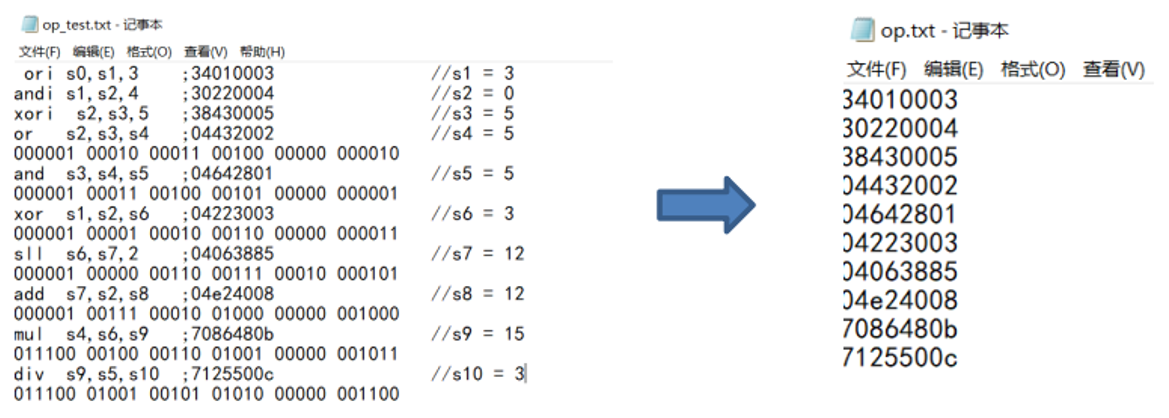 op_test.txt - 记事本
文件(F) 编辑(E) 格式(O) 查看(V) 帮助(H)
ori s0,s1,3 ;34010003 //s1 = 3
andi s1,s2,4 ;30220004 //s2 = 0
xori s2,s3,5 ;38430005 //s3 = 5
or s2,s3,s4 ;04432002 //s4 = 5
000001 00010 00011 00100 00000 000010
and s3,s4,s5 ;04642801 //s5 = 5
000001 00011 00100 00101 00000 000001
xor s1,s2,s6 ;04223003 //s6 = 3
000001 00001 00010 00110 00000 000011
sll s6,s7,2 ;04063885 //s7 = 12
000001 00000 00110 00111 00010 000101
add s7,s2,s8 ;04e24008 //s8 = 12
000001 00111 00010 01000 00000 001000
mul s4,s6,s9 ;7086480b //s9 = 15
011100 00100 00110 01001 00000 001011
div s9,s5,s10 ;7125500c //s10 = 3
011100 01001 00101 01010 00000 001100
op.txt - 记事本
文件(F) 编辑(E) 格式(O) 查看(V)
34010003
30220004
38430005
04432002
04642801
04223003
04063885
04e24008
7086480b
7125500c